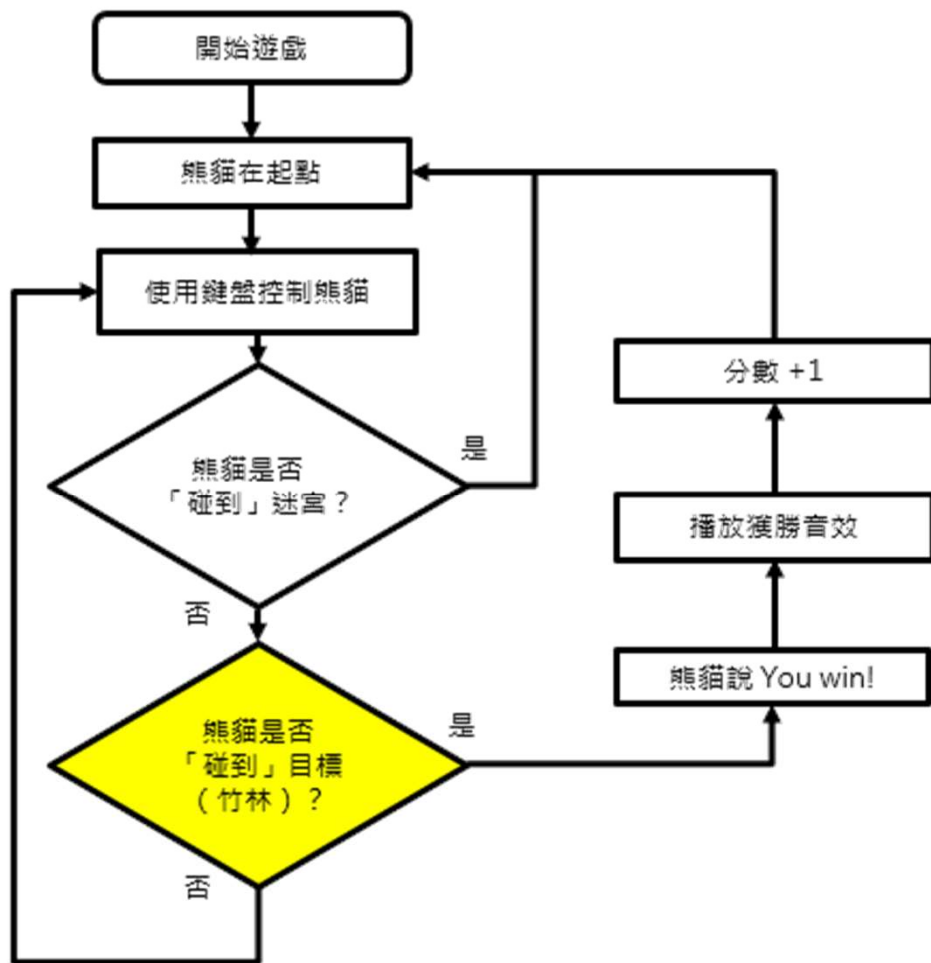 開始遊戲
熊貓在起點
使用鍵盤控制熊貓
熊貓是否
「碰到」迷宮？
是
否
熊貓是否
「碰到」目標
（竹林）？
是
否
熊貓說 You win!
播放獲勝音效
分數 +1